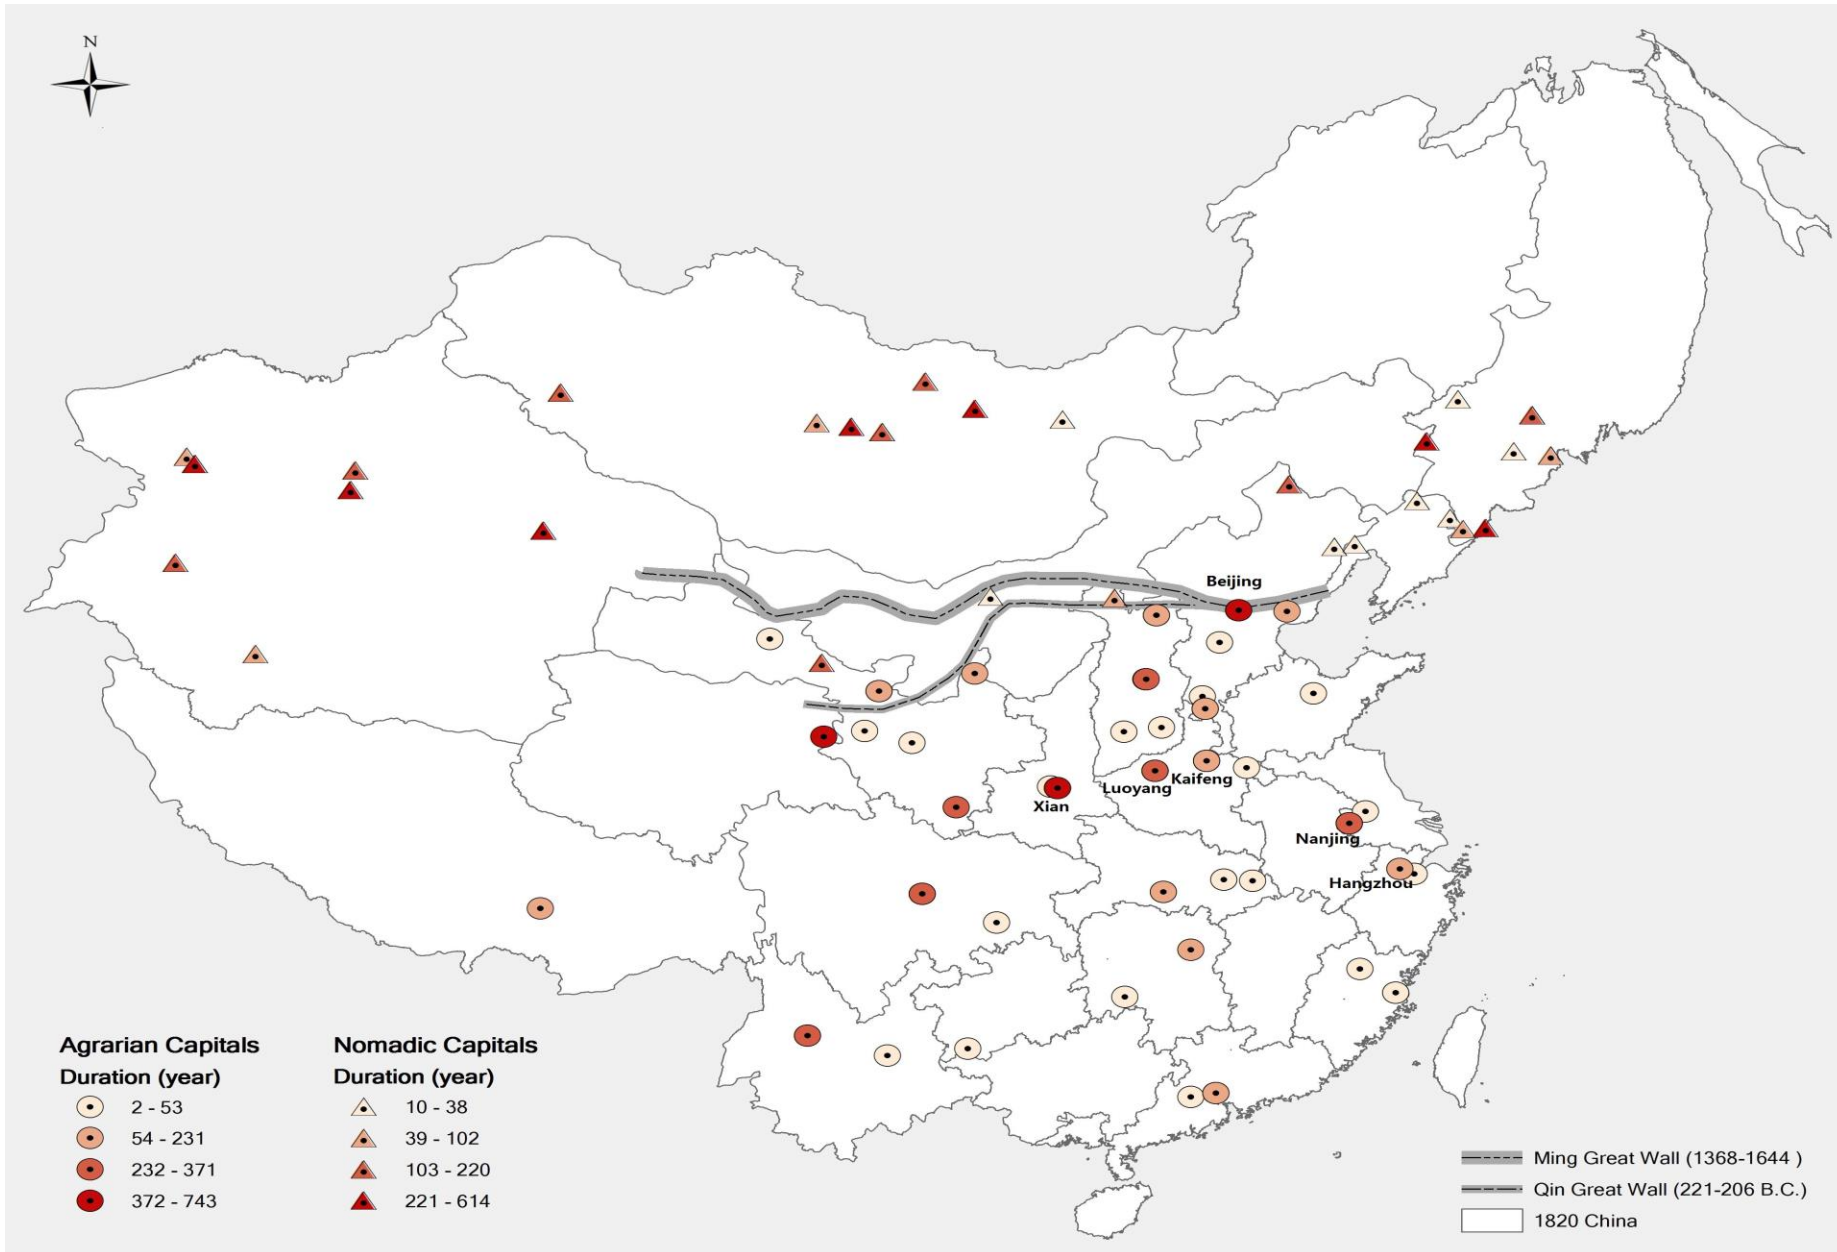 N
Beijing
Luoyang
Kaifeng
Xian
Nanjing
Hangzhou
Agrarian Capitals
Duration (year)
2 - 53
54 - 231
232 - 371
372 - 743
Nomadic Capitals
Duration (year)
10 - 38
39 - 102
103 - 220
221 - 614
Ming Great Wall (1368-1644 )
Qin Great Wall (221-206 B.C.)
1820 China